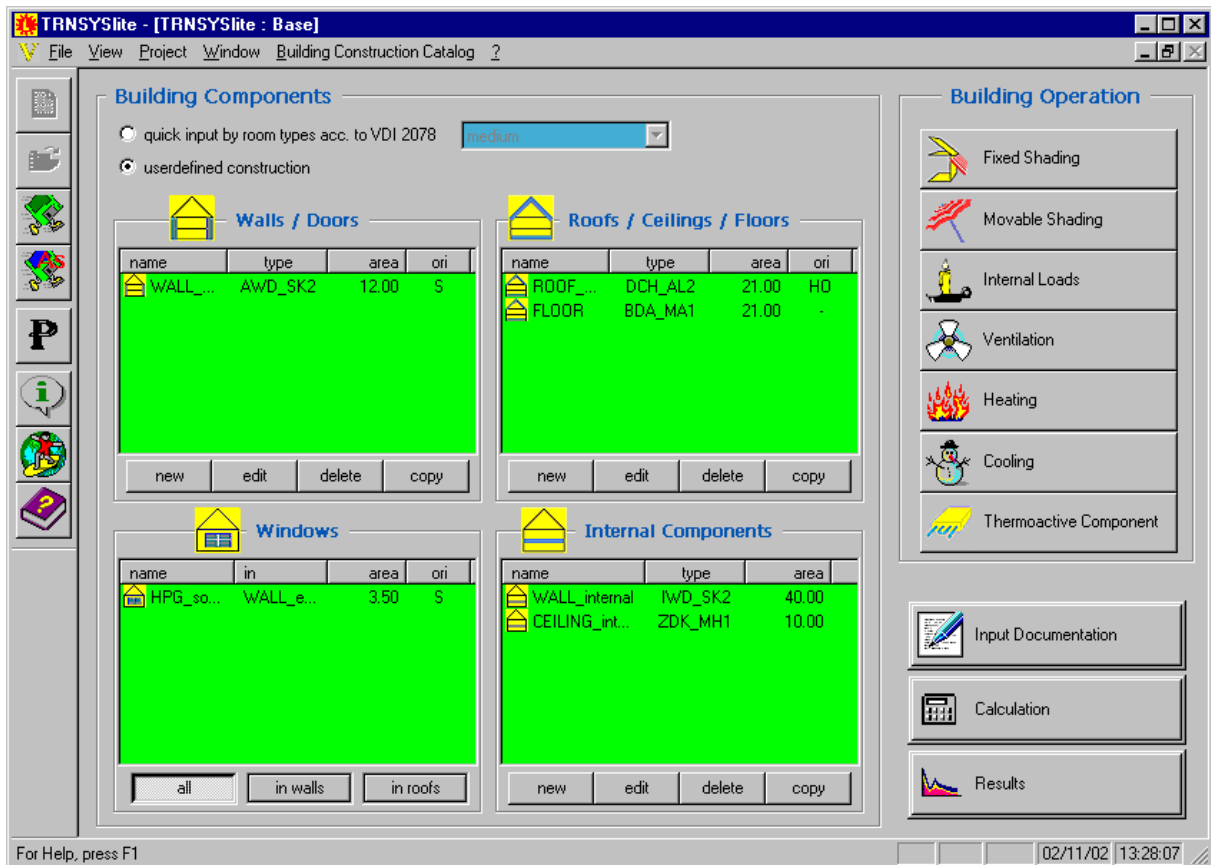 TRNSYSlite - [TRNSYSlite : Base]
File View Project Window Building Construction Catalog ?
Building Components
quick input by room types acc. to VDI 2078 medium
userdefined construction
Walls / Doors
name type area ori
WALL_... AWD_SK2 12.00 S
new edit delete copy
Roofs / Ceilings / Floors
name type area ori
ROOF_... DCH_AL2 21.00 HO
FLOOR BDA_MA1 21.00 -
new edit delete copy
Windows
name in area ori
HPG_so... WALL_e... 3.50 S
all in walls in roofs
Internal Components
name type area
WALL_internal IWD_SK2 40.00
CEILING_int... ZDK_MH1 10.00
new edit delete copy
Building Operation
Fixed Shading
Movable Shading
Internal Loads
Ventilation
Heating
Cooling
Thermoactive Component
Input Documentation
Calculation
Results
P
For Help, press F1
02/11/02 13:28:07